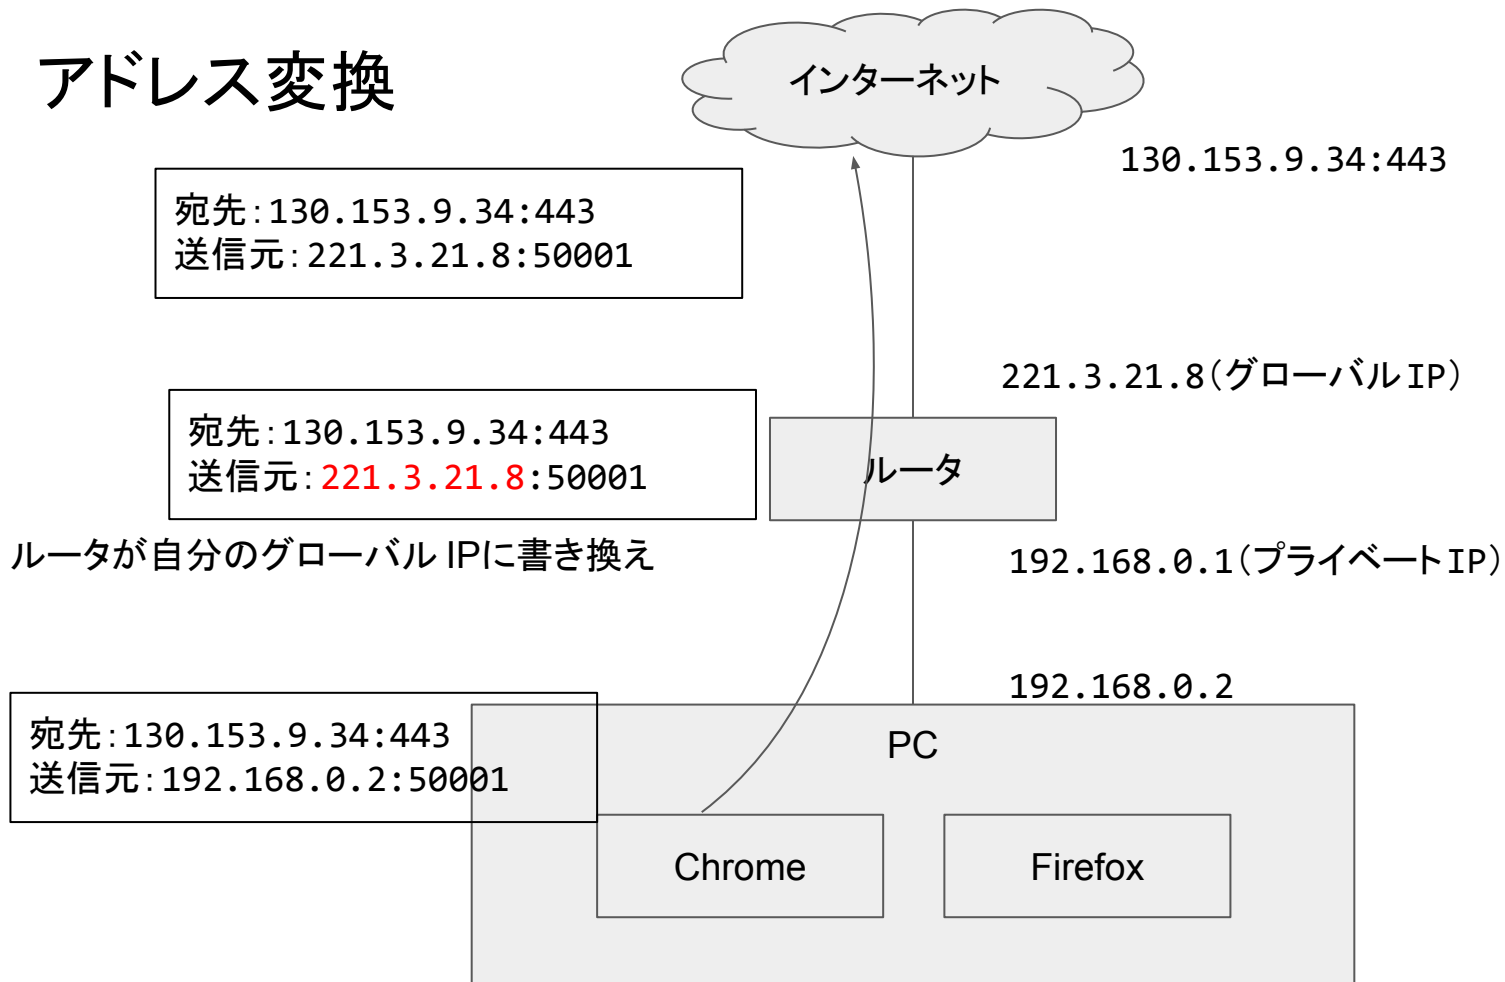 アドレス変換
インターネット
130.153.9.34:443
宛先：130.153.9.34:443
送信元：221.3.21.8:50001
221.3.21.8（グローバルIP）
宛先：130.153.9.34:443
送信元：221.3.21.8:50001
ルータ
ルータが自分のグローバル IPに書き換え
192.168.0.1（プライベートIP）
192.168.0.2
宛先：130.153.9.34:443
送信元：192.168.0.2:50001
PC
Chrome
Firefox